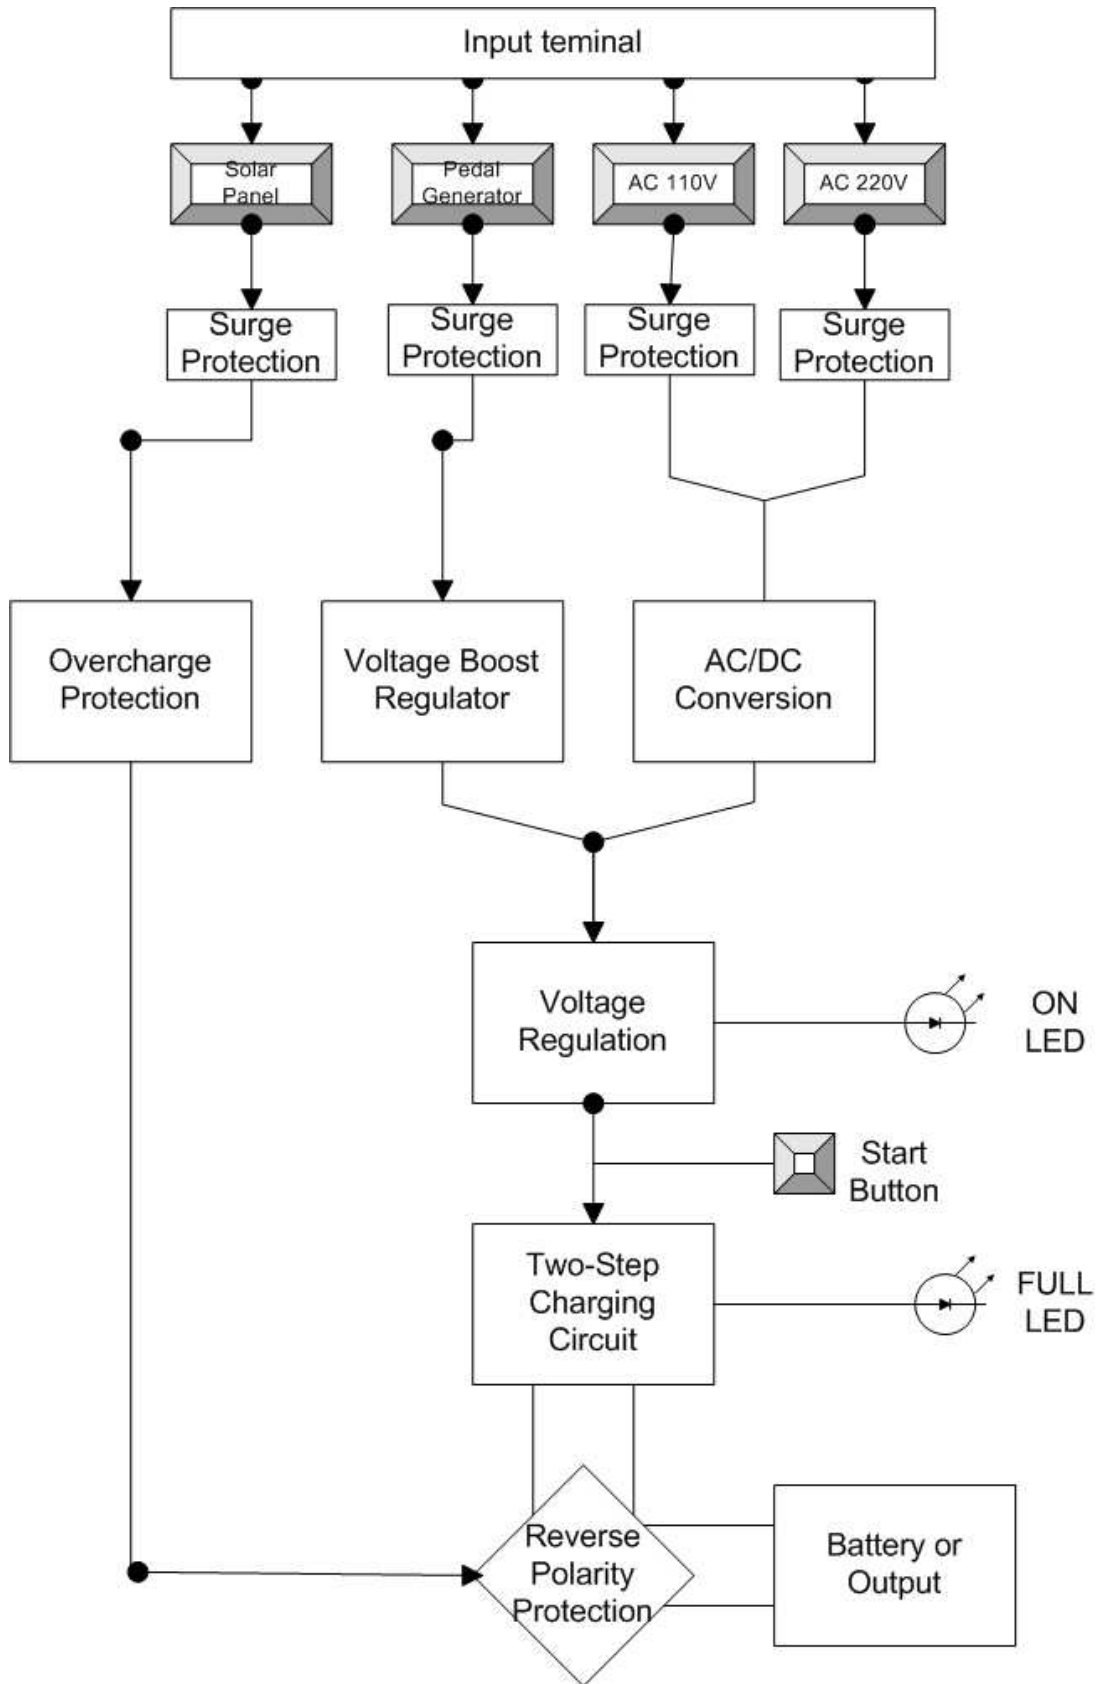 Input teminal
Solar
Panel
Pedal
Generator
AC 110V
AC 220V
Surge
Protection
Surge
Protection
Surge
Protection
Surge
Protection
Overcharge
Protection
Voltage Boost
Regulator
AC/DC
Conversion
Voltage
Regulation
ON
LED
Start
Button
Two-Step
Charging
Circuit
FULL
LED
Reverse
Polarity
Protection
Battery or
Output